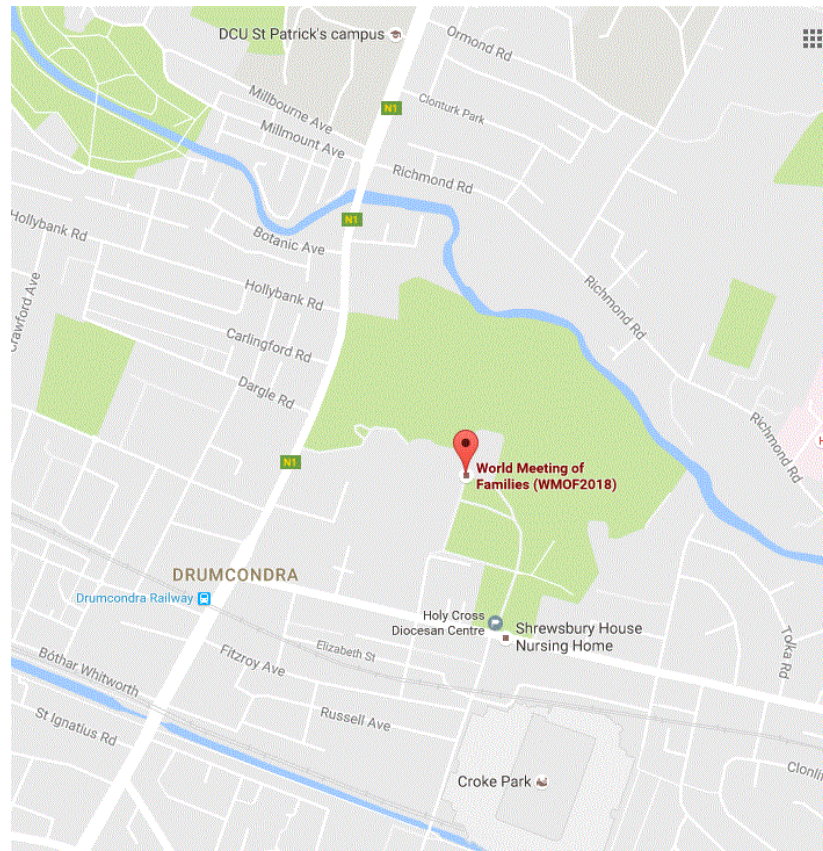 DCU St Patrick's campus
Ormond Rd
Millbourne Ave
Clonturk Park
N1
Millmount Ave
Richmond Rd
N1
Hollybank Rd
Botanic Ave
Crawford Ave
Hollybank Rd
Richmond Rd
Carlingford Rd
Dargle Rd
Richmond Rd
H
N1
World Meeting of
Families (WMOF2018)
DRUMCONDRA
Drumcondra Railway
Holy Cross
Diocesan Centre
Shrewsbury House
Nursing Home
Tolka Rd
Elizabeth St
Fitzroy Ave
Bóthar Whitworth
Russell Ave
St Ignatius Rd
Croke Park
Clonli